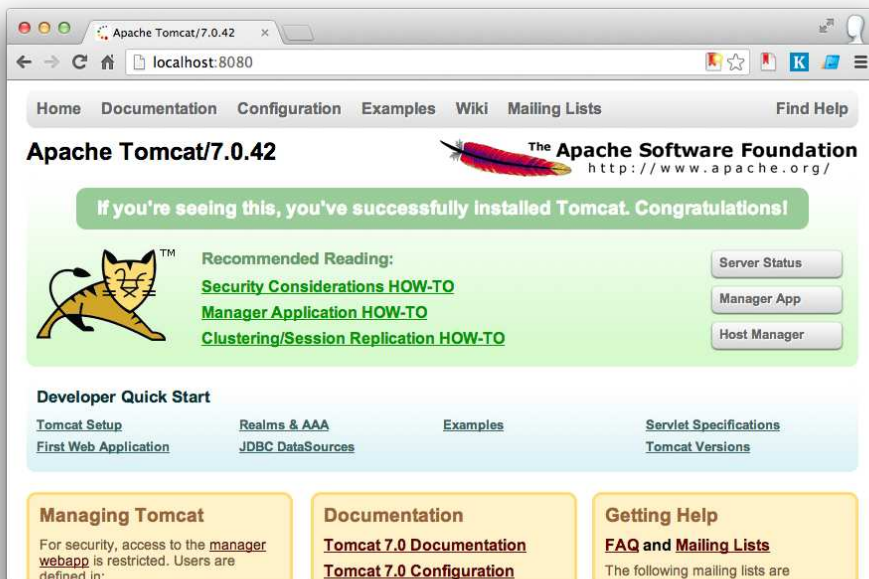 Apache Tomcat/7.0.42
localhost:8080
Home Documentation Configuration Examples Wiki Mailing Lists Find Help
Apache Tomcat/7.0.42
The Apache Software Foundation
http://www.apache.org/
If you're seeing this, you've successfully installed Tomcat. Congratulations!
TM
Recommended Reading:
Security Considerations HOW-TO
Manager Application HOW-TO
Clustering/Session Replication HOW-TO
Server Status
Manager App
Host Manager
Developer Quick Start
Tomcat Setup Realms & AAA Examples Servlet Specifications
First Web Application JDBC DataSources Tomcat Versions
Managing Tomcat
For security, access to the manager
webapp is restricted. Users are
defined in:
Documentation
Tomcat 7.0 Documentation
Tomcat 7.0 Configuration
Getting Help
FAQ and Mailing Lists
The following mailing lists are